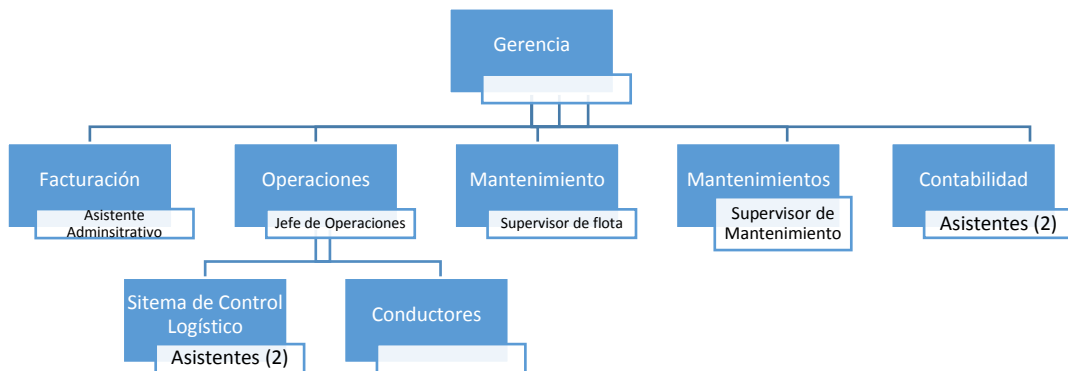 Gerencia
Facturación
Asistente
Adminsitrativo
Operaciones
Jefe de Operaciones
Mantenimiento
Supervisor de flota
Mantenimientos
Supervisor de
Mantenimiento
Contabilidad
Asistentes (2)
Sitema de Control
Logístico
Asistentes (2)
Conductores